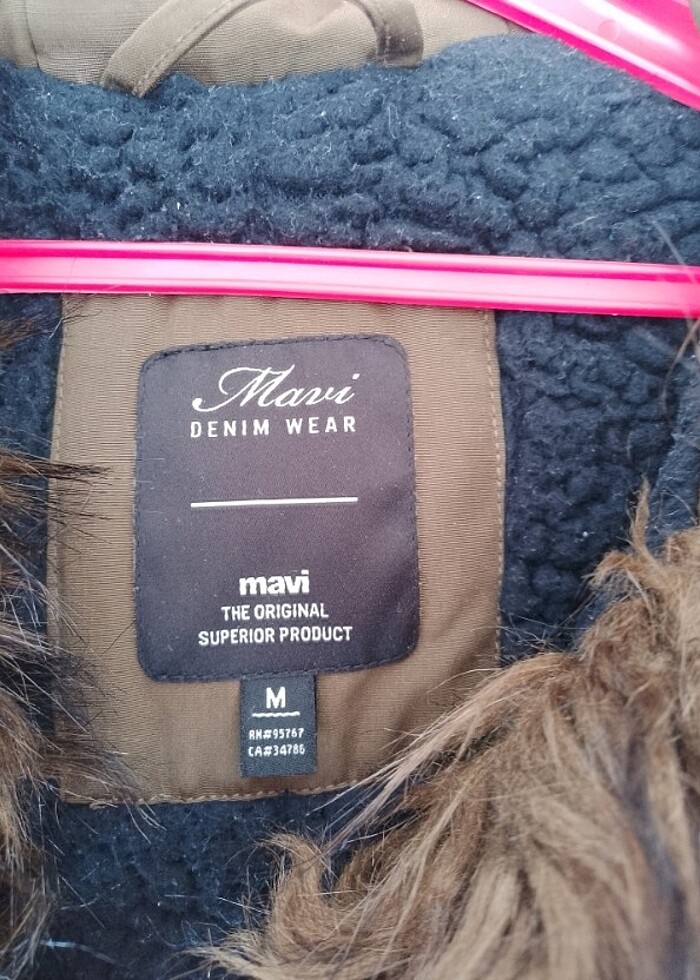 Mavi
DENIM WEAR
mavi
THE ORIGINAL
SUPERIOR PRODUCT
M
RN#95767
CA#34786